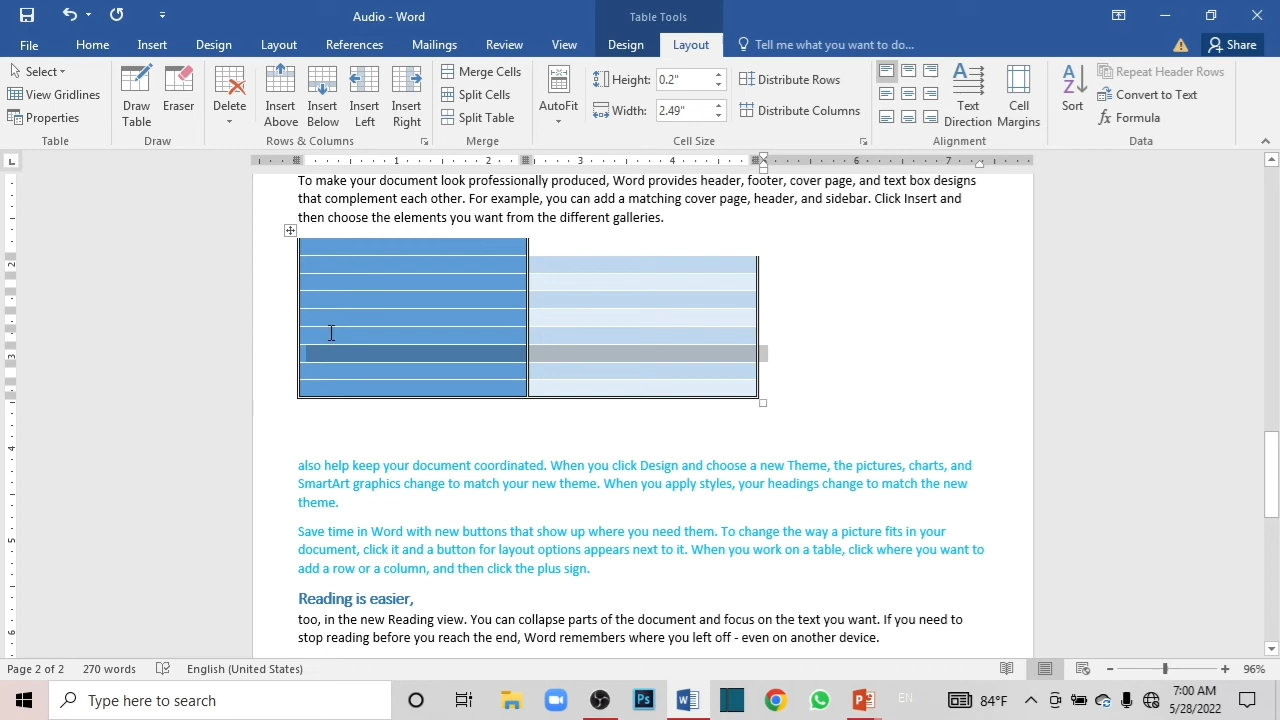 Audio - Word
Table Tools
File
Home
Insert
Design
Layout
References
Mailings
Review
View
Design
Layout
Tell me what you want to do...
Share
Select
View Gridlines
Properties
Table
Draw
Table
Eraser
Draw
Delete
Insert
Above
Insert
Below
Insert
Left
Insert
Right
Rows & Columns
Merge Cells
Split Cells
Split Table
Merge
AutoFit
Height: 0.2"
Width: 2.49"
Distribute Rows
Distribute Columns
Cell Size
Text
Direction
Cell
Margins
Alignment
Sort
Repeat Header Rows
Convert to Text
fx Formula
Data
L
1 2 3 4 6 7
2
3
4
5
6
To make your document look professionally produced, Word provides header, footer, cover page, and text box designs
that complement each other. For example, you can add a matching cover page, header, and sidebar. Click Insert and
then choose the elements you want from the different galleries.
also help keep your document coordinated. When you click Design and choose a new Theme, the pictures, charts, and
SmartArt graphics change to match your new theme. When you apply styles, your headings change to match the new
theme.
Save time in Word with new buttons that show up where you need them. To change the way a picture fits in your
document, click it and a button for layout options appears next to it. When you work on a table, click where you want to
add a row or a column, and then click the plus sign.
Reading is easier,
too, in the new Reading view. You can collapse parts of the document and focus on the text you want. If you need to
stop reading before you reach the end, Word remembers where you left off - even on another device.
Page 2 of 2
270 words
English (United States)
96%
Type here to search
Ps
EN
84°F
7:00 AM
5/28/2022